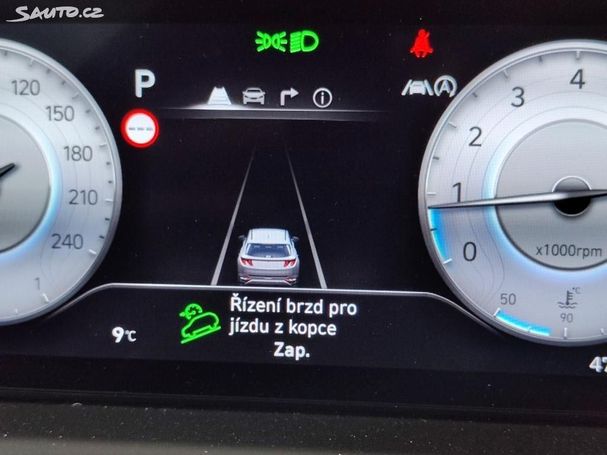 Sauto.cz
P
120
150
180
210
240
1
---
A
i
4
3
2
1
0
x1000rpm
°C
50
90
Řízení brzd pro
jízdu z kopce
Zap.
9°C